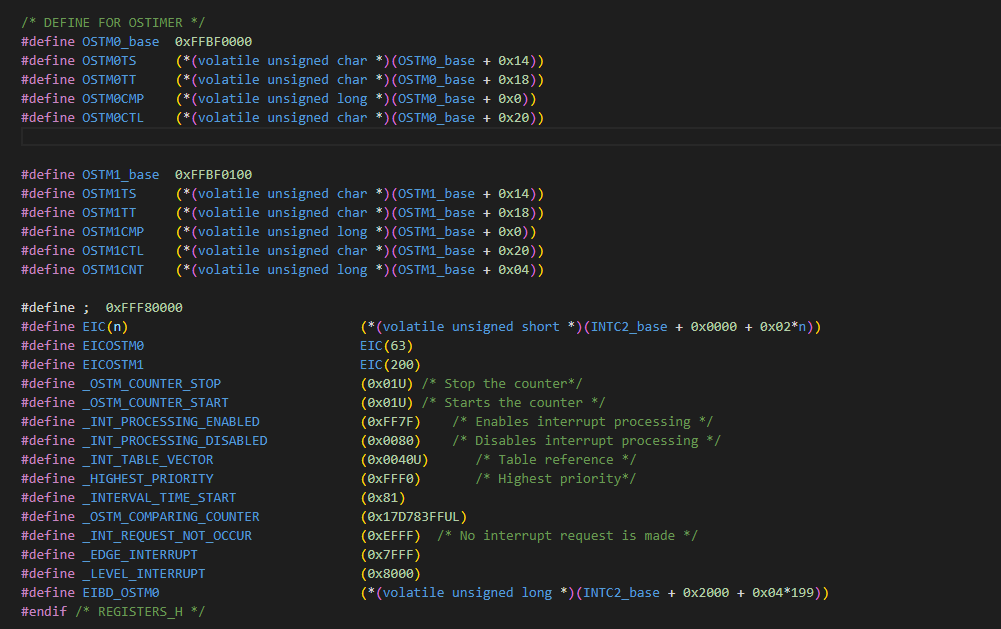 /* DEFINE FOR OSTIMER */
#define OSTM0_base  0xFFBF0000
#define OSTM0TS     (*(volatile unsigned char *)(OSTM0_base + 0x14))
#define OSTM0TT     (*(volatile unsigned char *)(OSTM0_base + 0x18))
#define OSTM0CMP    (*(volatile unsigned long *)(OSTM0_base + 0x0))
#define OSTM0CTL    (*(volatile unsigned char *)(OSTM0_base + 0x20))
#define OSTM1_base  0xFFBF0100
#define OSTM1TS     (*(volatile unsigned char *)(OSTM1_base + 0x14))
#define OSTM1TT     (*(volatile unsigned char *)(OSTM1_base + 0x18))
#define OSTM1CMP    (*(volatile unsigned long *)(OSTM1_base + 0x0))
#define OSTM1CTL    (*(volatile unsigned char *)(OSTM1_base + 0x20))
#define OSTM1CNT    (*(volatile unsigned long *)(OSTM1_base + 0x04))
#define ;  0xFFF80000
#define EIC(n)                              (*(volatile unsigned short *)(INTC2_base + 0x0000 + 0x02*n))
#define EICOSTM0                            EIC(63)
#define EICOSTM1                            EIC(200)
#define _OSTM_COUNTER_STOP                  (0x01U) /* Stop the counter*/
#define _OSTM_COUNTER_START                 (0x01U) /* Starts the counter */
#define _INT_PROCESSING_ENABLED             (0xFF7F)    /* Enables interrupt processing */
#define _INT_PROCESSING_DISABLED            (0x0080)    /* Disables interrupt processing */
#define _INT_TABLE_VECTOR                   (0x0040U)      /* Table reference */
#define _HIGHEST_PRIORITY                   (0xFFF0)       /* Highest priority*/
#define _INTERVAL_TIME_START                (0x81)
#define _OSTM_COMPARING_COUNTER             (0x17D783FFUL)
#define _INT_REQUEST_NOT_OCCUR              (0xEFFF)  /* No interrupt request is made */
#define _EDGE_INTERRUPT                     (0x7FFF)
#define _LEVEL_INTERRUPT                    (0x8000)
#define EIBD_OSTM0                          (*(volatile unsigned long *)(INTC2_base + 0x2000 + 0x04*199))
#endif /* REGISTERS_H */